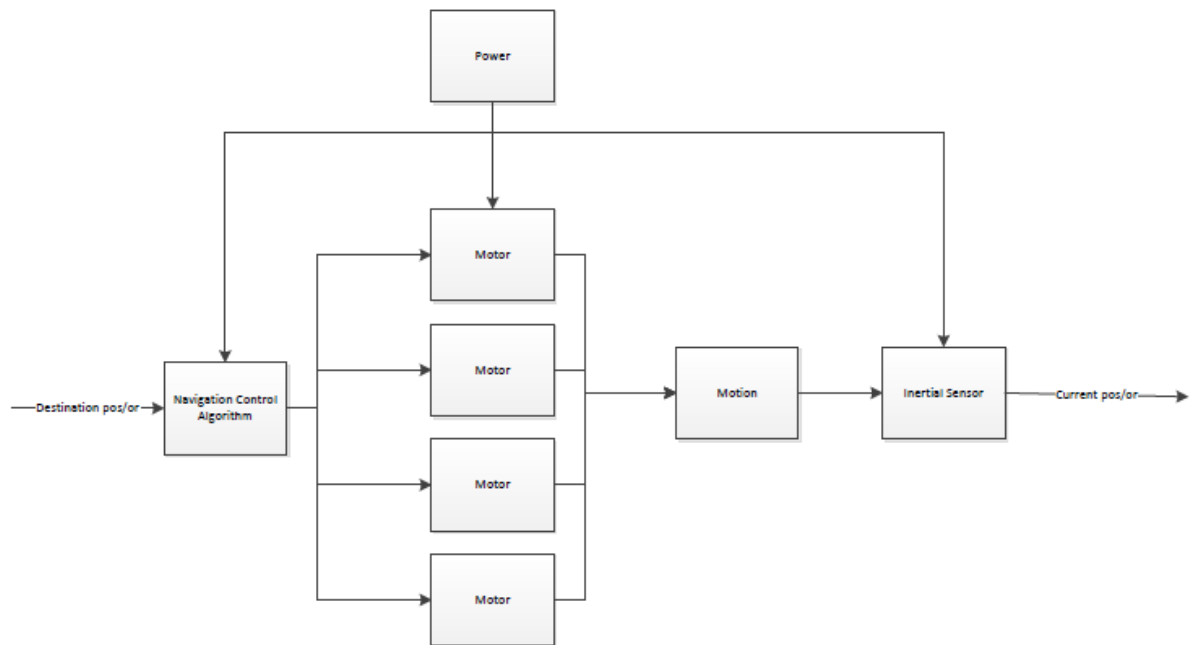 Power
Motor
Motor
Destination pos/or
Navigation Control
Algorithm
Motion
Inertial Sensor
Current pos/or
Motor
Motor